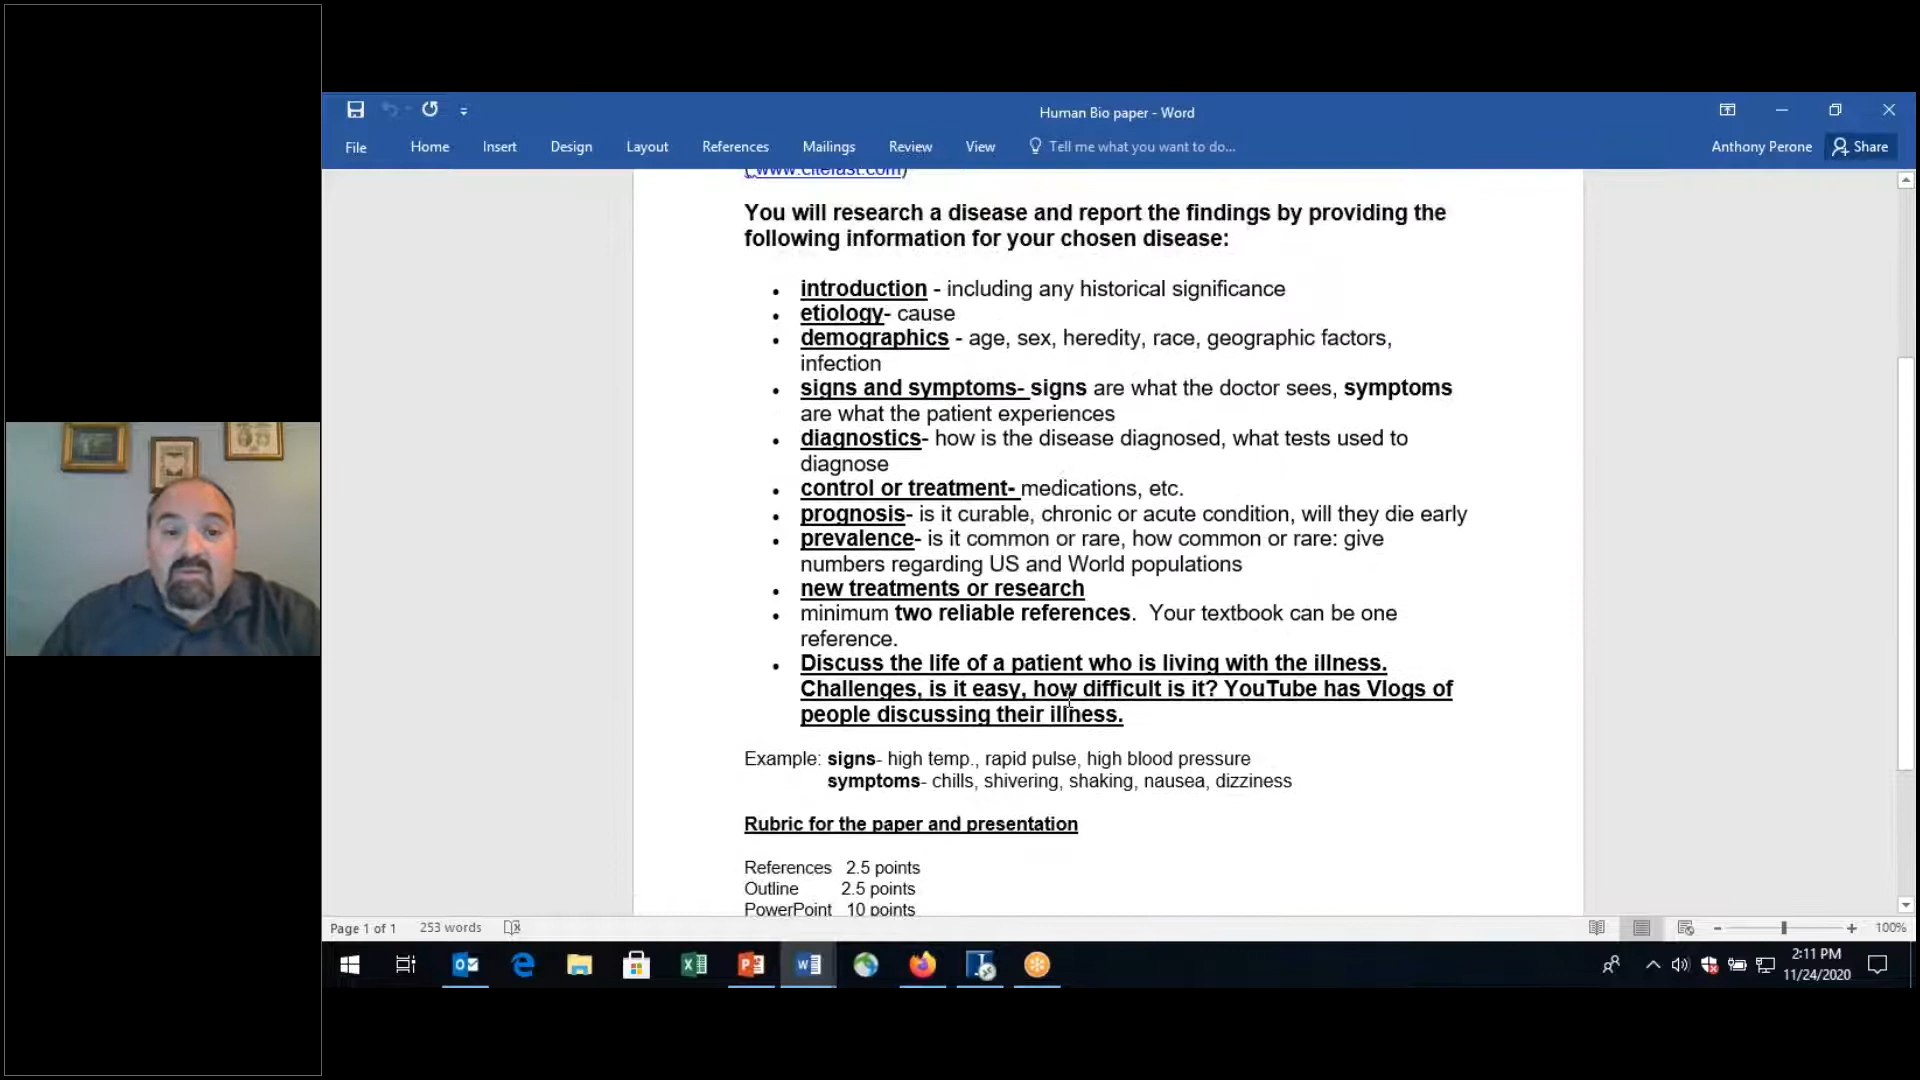 Human Bio paper - Word
File Home Insert Design Layout References Mailings Review View Tell me what you want to do... Anthony Perone Share
(www.citefast.com)
You will research a disease and report the findings by providing the
following information for your chosen disease:
• introduction - including any historical significance
• etiology- cause
• demographics - age, sex, heredity, race, geographic factors,
infection
• signs and symptoms- signs are what the doctor sees, symptoms
are what the patient experiences
• diagnostics- how is the disease diagnosed, what tests used to
diagnose
• control or treatment- medications, etc.
• prognosis- is it curable, chronic or acute condition, will they die early
• prevalence- is it common or rare, how common or rare: give
numbers regarding US and World populations
• new treatments or research
• minimum two reliable references.  Your textbook can be one
reference.
• Discuss the life of a patient who is living with the illness.
Challenges, is it easy, how difficult is it? YouTube has Vlogs of
people discussing their illness.
Example: signs- high temp., rapid pulse, high blood pressure
symptoms- chills, shivering, shaking, nausea, dizziness
Rubric for the paper and presentation
References 2.5 points
Outline 2.5 points
PowerPoint 10 points
Page 1 of 1 253 words 100%
2:11 PM
11/24/2020